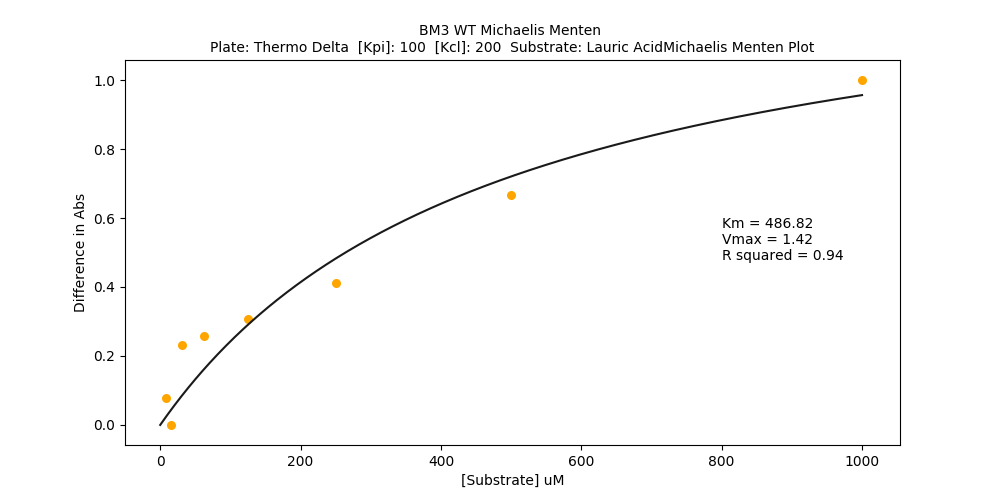 BM3 WT Michaelis Menten
Plate: Thermo Delta  [Kpi]: 100  [Kcl]: 200  Substrate: Lauric AcidMichaelis Menten Plot
1.0
0.8
0.6
0.4
0.2
0.0
Difference in Abs
Km = 486.82
Vmax = 1.42
R squared = 0.94
0 200 400 600 800 1000
[Substrate] uM